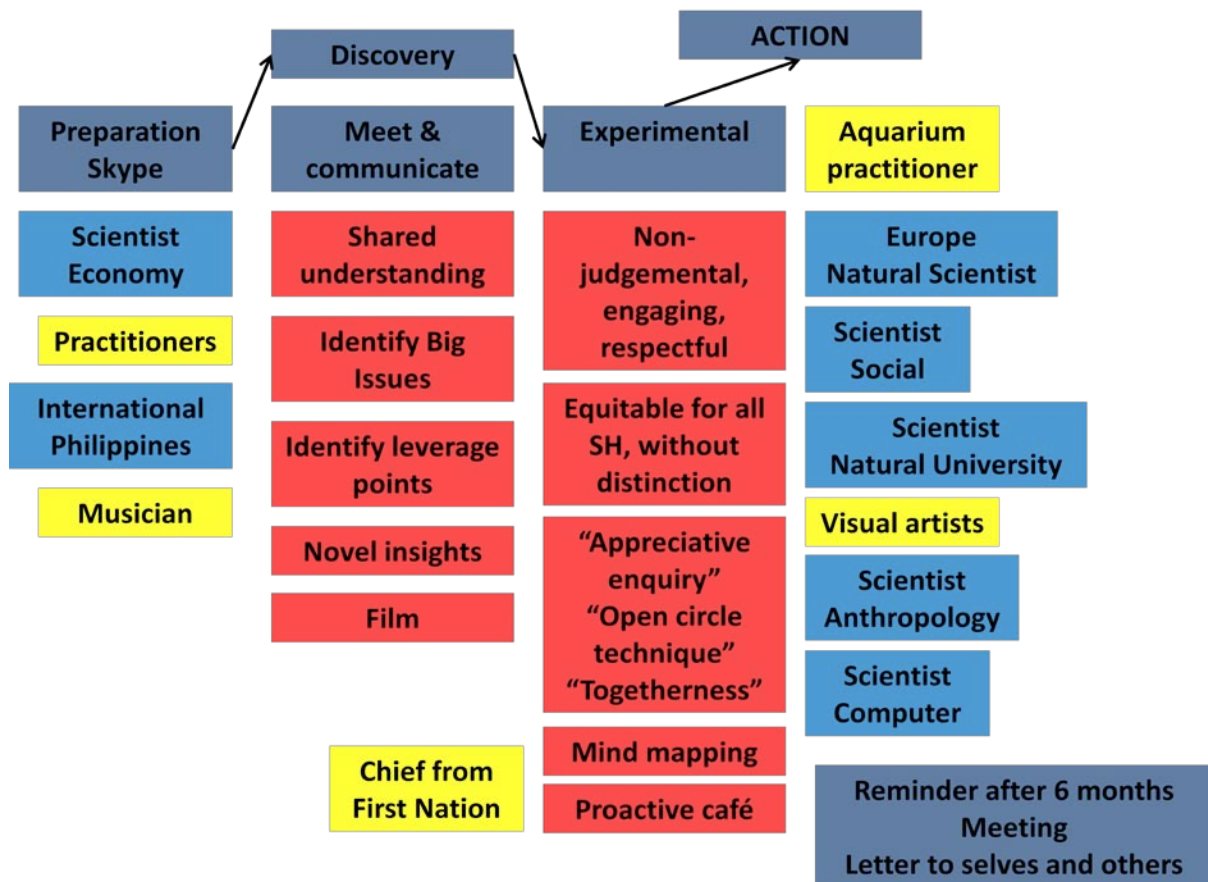 Discovery
ACTION
Preparation
Skype
Meet &
communicate
Experimental
Aquarium
practitioner
Scientist
Economy
Practitioners
International
Philippines
Musician
Shared
understanding
Identify Big
Issues
Identify leverage
points
Novel insights
Film
Chief from
First Nation
Non-
judgemental,
engaging,
respectful
Equitable for all
SH, without
distinction
“Appreciative
enquiry”
“Open circle
technique”
“Togetherness”
Mind mapping
Proactive café
Europe
Natural Scientist
Scientist
Social
Scientist
Natural University
Visual artists
Scientist
Anthropology
Scientist
Computer
Reminder after 6 months
Meeting
Letter to selves and others